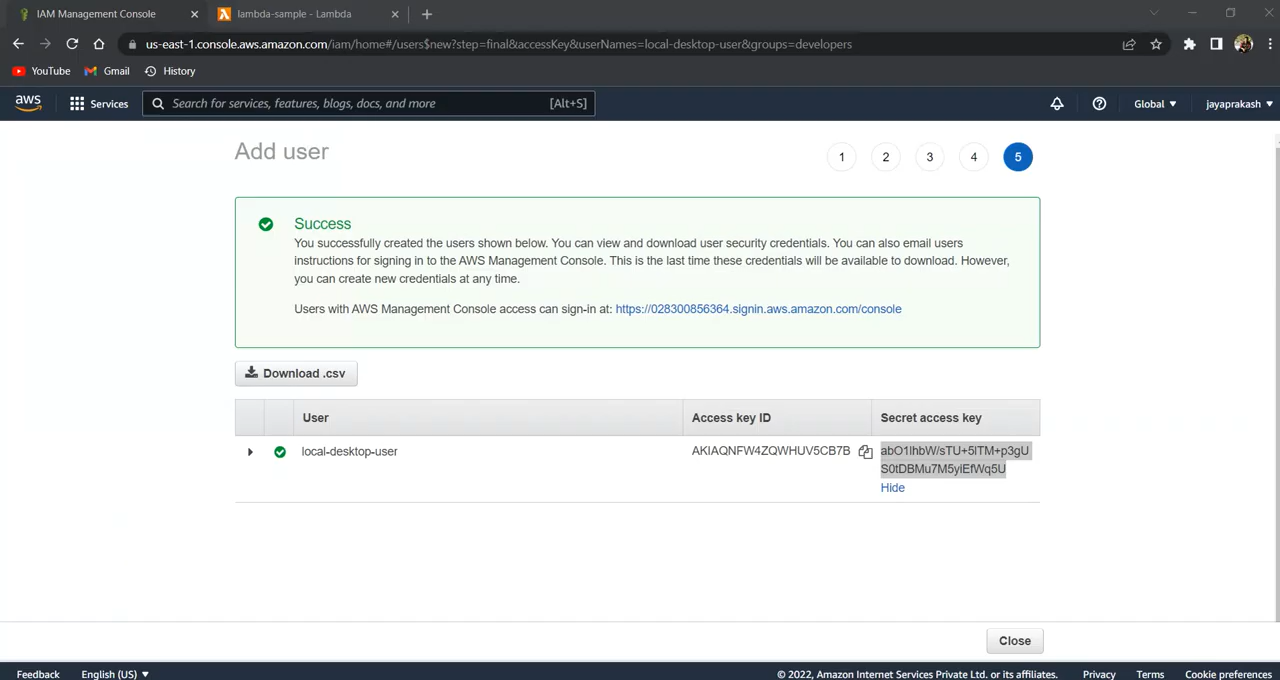 IAM Management Console
lambda-sample - Lambda
us-east-1.console.aws.amazon.com/iam/home#/users$new?step=final&accessKey&userNames=local-desktop-user&groups=developers
YouTube
Gmail
History
aws
Services
Search for services, features, blogs, docs, and more
[Alt+S]
Global
jayaprakash
Add user
1
2
3
4
5
Success
You successfully created the users shown below. You can view and download user security credentials. You can also email users
instructions for signing in to the AWS Management Console. This is the last time these credentials will be available to download. However,
you can create new credentials at any time.
Users with AWS Management Console access can sign-in at: https://028300856364.signin.aws.amazon.com/console
Download .csv
User
Access key ID
Secret access key
local-desktop-user
AKIAQNFW4ZQWHUV5CB7B
Hide
Close
Feedback
English (US)
© 2022, Amazon Internet Services Private Ltd. or its affiliates.
Privacy
Terms
Cookie preferences